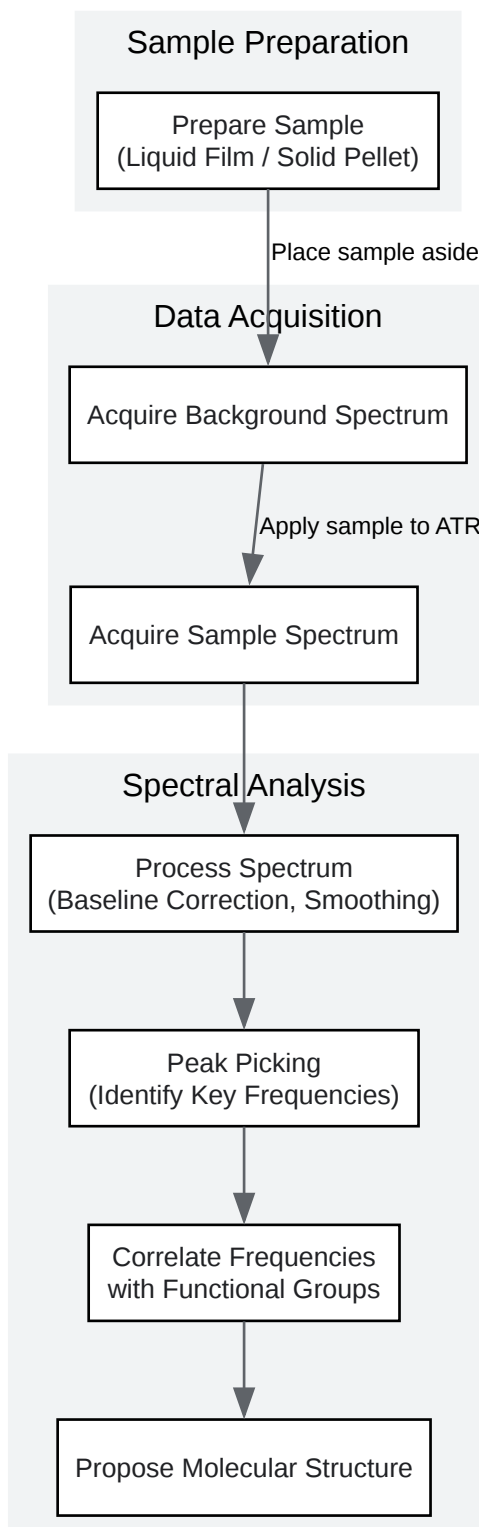 Sample Preparation
Prepare Sample
(Liquid Film / Solid Pellet)
Place sample aside
Data Acquisition
Acquire Background Spectrum
Apply sample to ATR
Acquire Sample Spectrum
Spectral Analysis
Process Spectrum
(Baseline Correction, Smoothing)
Peak Picking
(Identify Key Frequencies)
Correlate Frequencies
with Functional Groups
Propose Molecular Structure